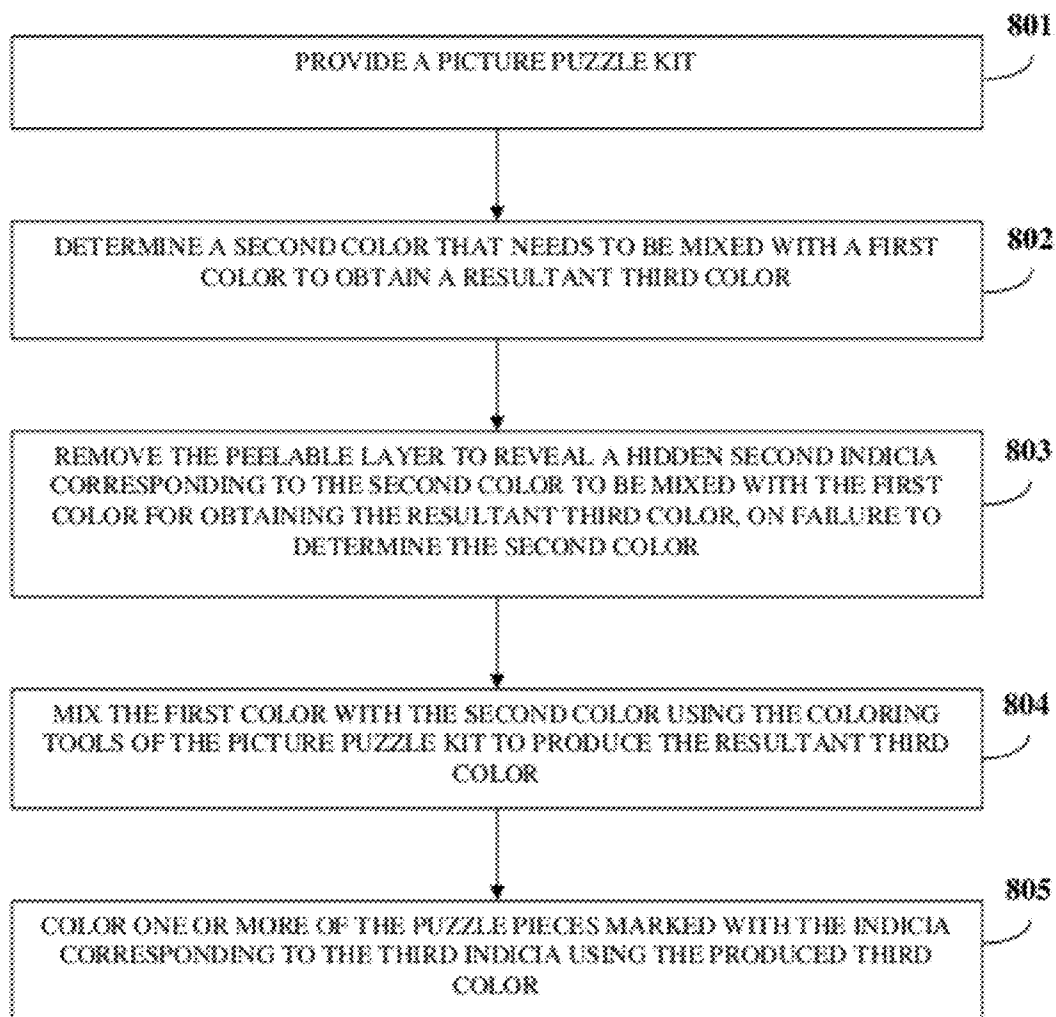 801
PROVIDE A PICTURE PUZZLE KIT
802
DETERMINE A SECOND COLOR THAT NEEDS TO BE MIXED WITH A FIRST
COLOR TO OBTAIN A RESULTANT THIRD COLOR
803
REMOVE THE PEELABLE LAYER TO REVEAL A HIDDEN SECOND INDICIA
CORRESPONDING TO THE SECOND COLOR TO BE MIXED WITH THE FIRST
COLOR FOR OBTAINING THE RESULTANT THIRD COLOR, ON FAILURE TO
DETERMINE THE SECOND COLOR
804
MIX THE FIRST COLOR WITH THE SECOND COLOR USING THE COLORING
TOOLS OF THE PICTURE PUZZLE KIT TO PRODUCE THE RESULTANT THIRD
COLOR
805
COLOR ONE OR MORE OF THE PUZZLE PIECES MARKED WITH THE INDICIA
CORRESPONDING TO THE THIRD INDICIA USING THE PRODUCED THIRD
COLOR